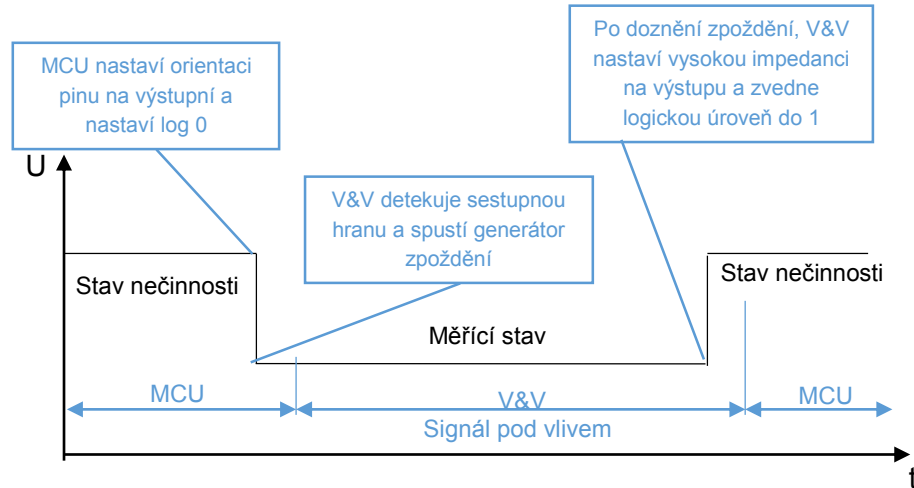 MCU nastaví orientaci
pinu na výstupní a
nastaví log 0
Po doznění zpoždění, V&V
nastaví vysokou impedanci
na výstupu a zvedne
logickou úroveň do 1
U
V&V detekuje sestupnou
hranu a spustí generátor
zpoždění
Stav nečinnosti
Stav nečinnosti
Měřící stav
MCU
V&V
MCU
Signál pod vlivem
t